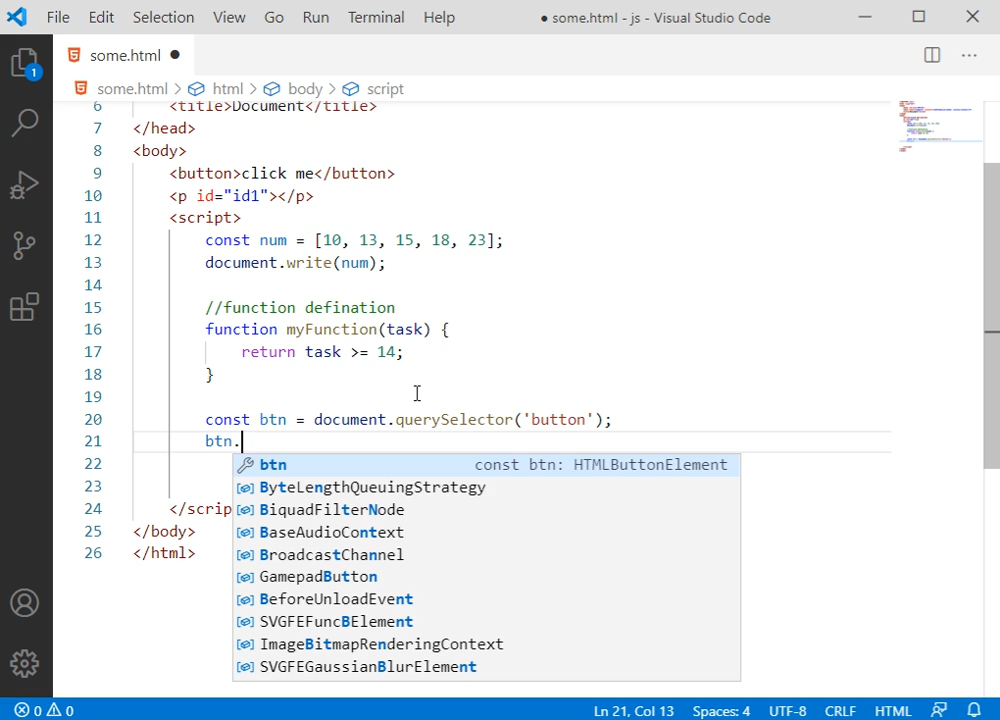 File Edit Selection View Go Run Terminal Help ● some.html - js - Visual Studio Code
some.html ●
some.html > html > body > script
6 <title>Document</title>
7 </head>
8 <body>
9 <button>click me</button>
10 <p id="id1"></p>
11 <script>
12 const num = [10, 13, 15, 18, 23];
13 document.write(num);
14
15 //function defination
16 function myFunction(task) {
17 return task >= 14;
18 }
19
20 const btn = document.querySelector('button');
21 btn.
22 btn const btn: HTMLButtonElement
23 ByteLengthQueuingStrategy
24 </scrip BiquadFilterNode
25 </body> BaseAudioContext
26 </html> BroadcastChannel
GamepadButton
BeforeUnloadEvent
SVGFEFuncBElement
ImageBitmapRenderingContext
SVGFEGaussianBlurElement
1
0 0 Ln 21, Col 13 Spaces: 4 UTF-8 CRLF HTML